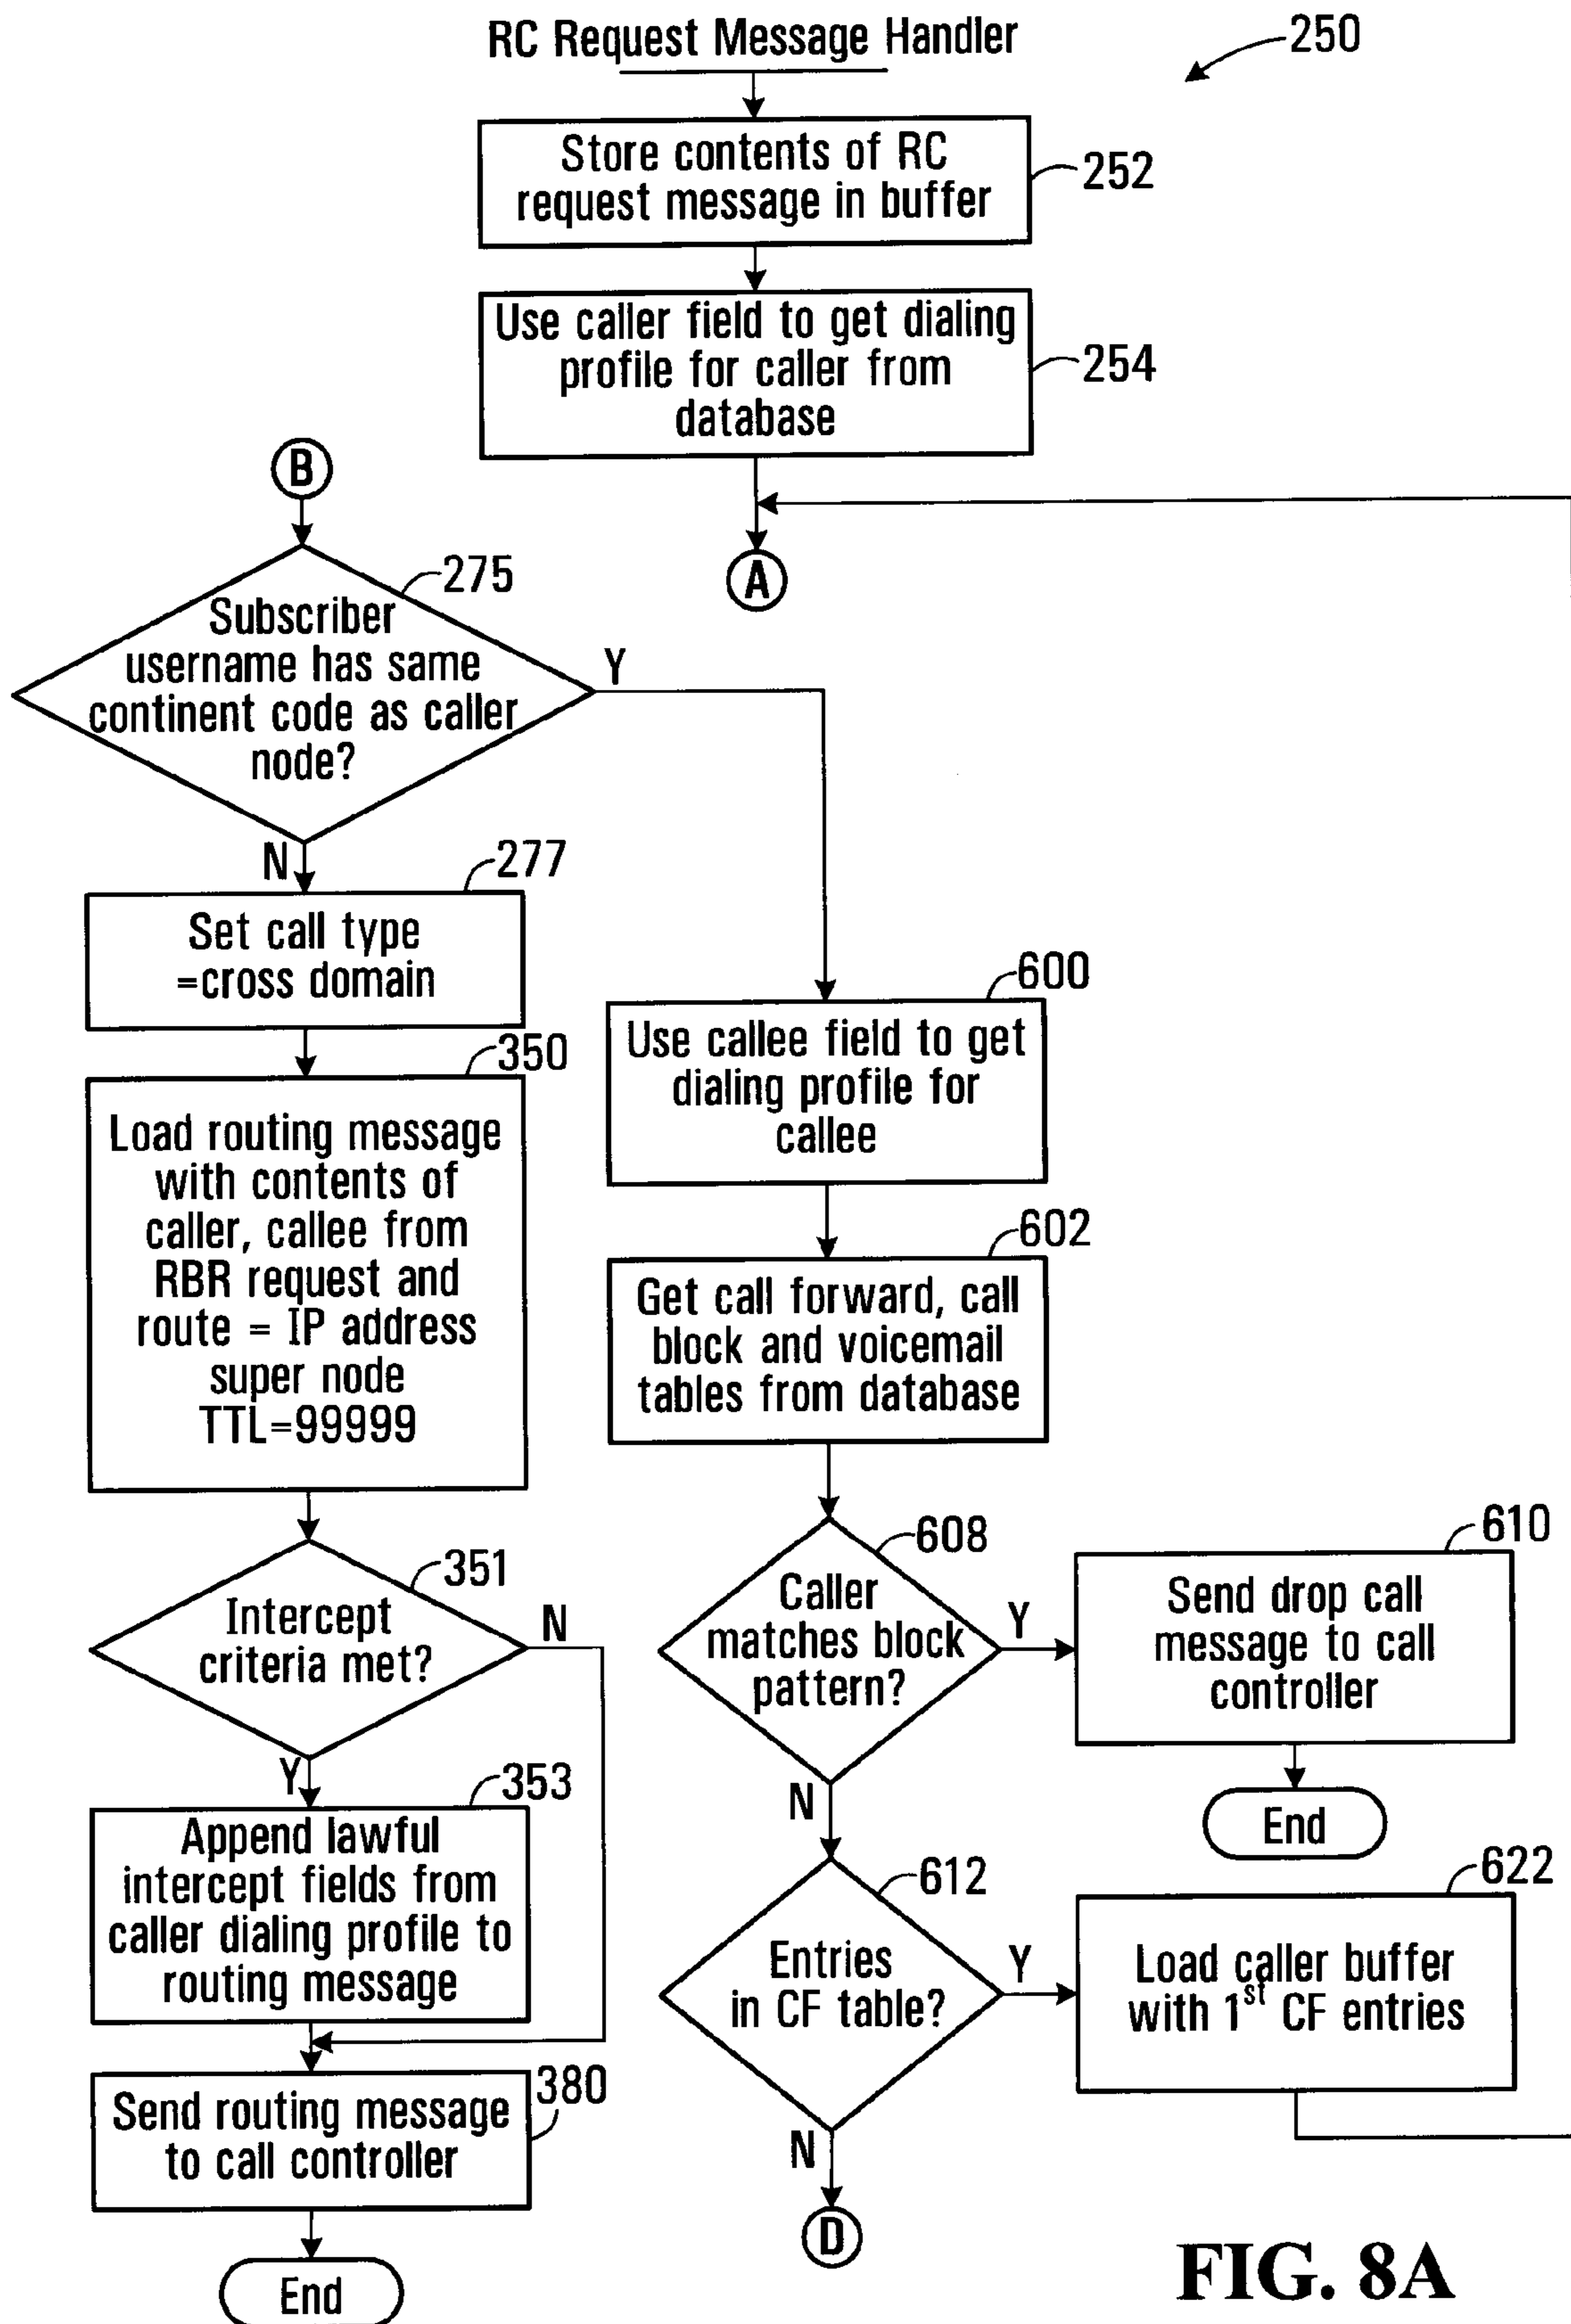 RC Request Message Handler
250
Store contents of RC
request message in buffer
252
Use caller field to get dialing
profile for caller from
database
254
B
A
275
Subscriber
username has same
continent code as caller
node?
Y
N
277
Set call type
=cross domain
350
Load routing message
with contents of
caller, callee from
RBR request and
route = IP address
super node
TTL=99999
351
Intercept
criteria met?
N
Y
353
Append lawful
intercept fields from
caller dialing profile to
routing message
380
Send routing message
to call controller
End
600
Use callee field to get
dialing profile for
callee
602
Get call forward, call
block and voicemail
tables from database
608
Caller
matches block
pattern?
Y
N
610
Send drop call
message to call
controller
End
612
Entries
in CF table?
Y
N
622
Load caller buffer
with 1st CF entries
D
FIG. 8A